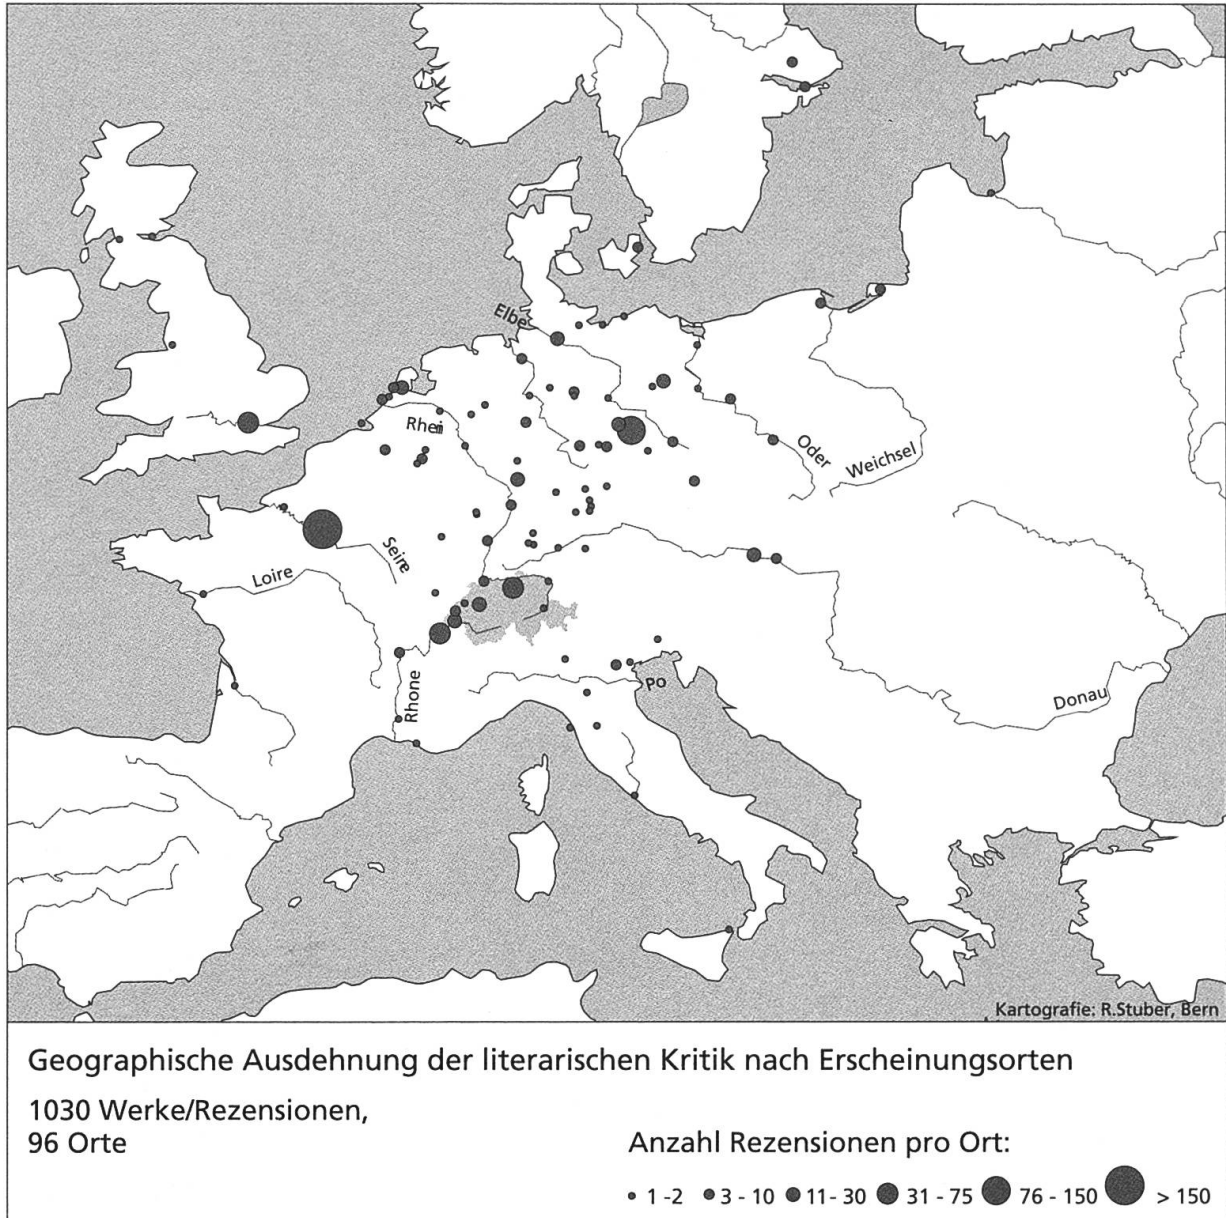 Elbe
Rhein
Oder
Weichsel
Seine
Loire
Rhone
Po
Donau
Kartografie: R.Stuber, Bern
Geographische Ausdehnung der literarischen Kritik nach Erscheinungsorten
1030 Werke/Rezensionen,
96 Orte
Anzahl Rezensionen pro Ort:
1 -2 3 - 10 11 - 30 31 - 75 76 - 150 > 150